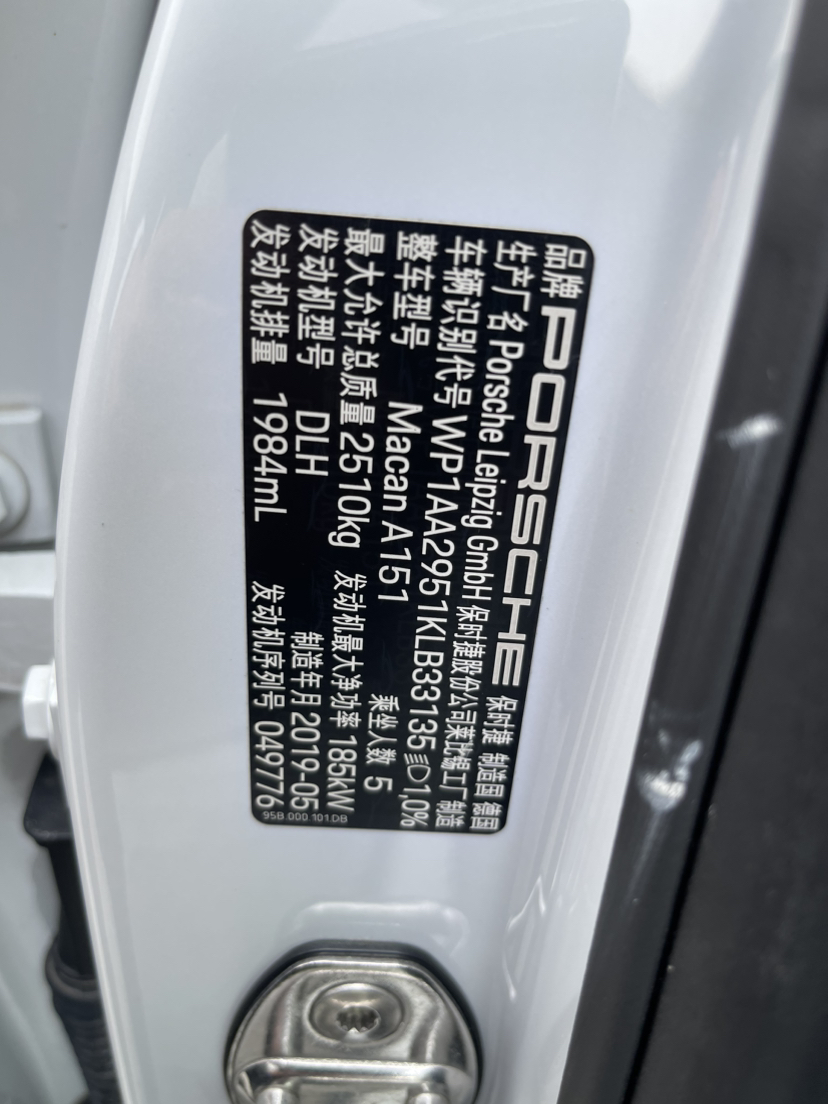 品牌 PORSCHE 保时捷 制造国 德国
生产厂名 Porsche Leipzig GmbH 保时捷股份公司莱比锡工厂 制造
车辆识别代号 WP1AA2951KLB33135 1,0%
整车型号 Macan A151 乘坐人数 5
最大允许总质量 2510kg 发动机最大净功率 185kW
发动机型号 DLH 制造年月 2019-05
发动机排量 1984mL 发动机序列号 049776
95B.000.101.DB